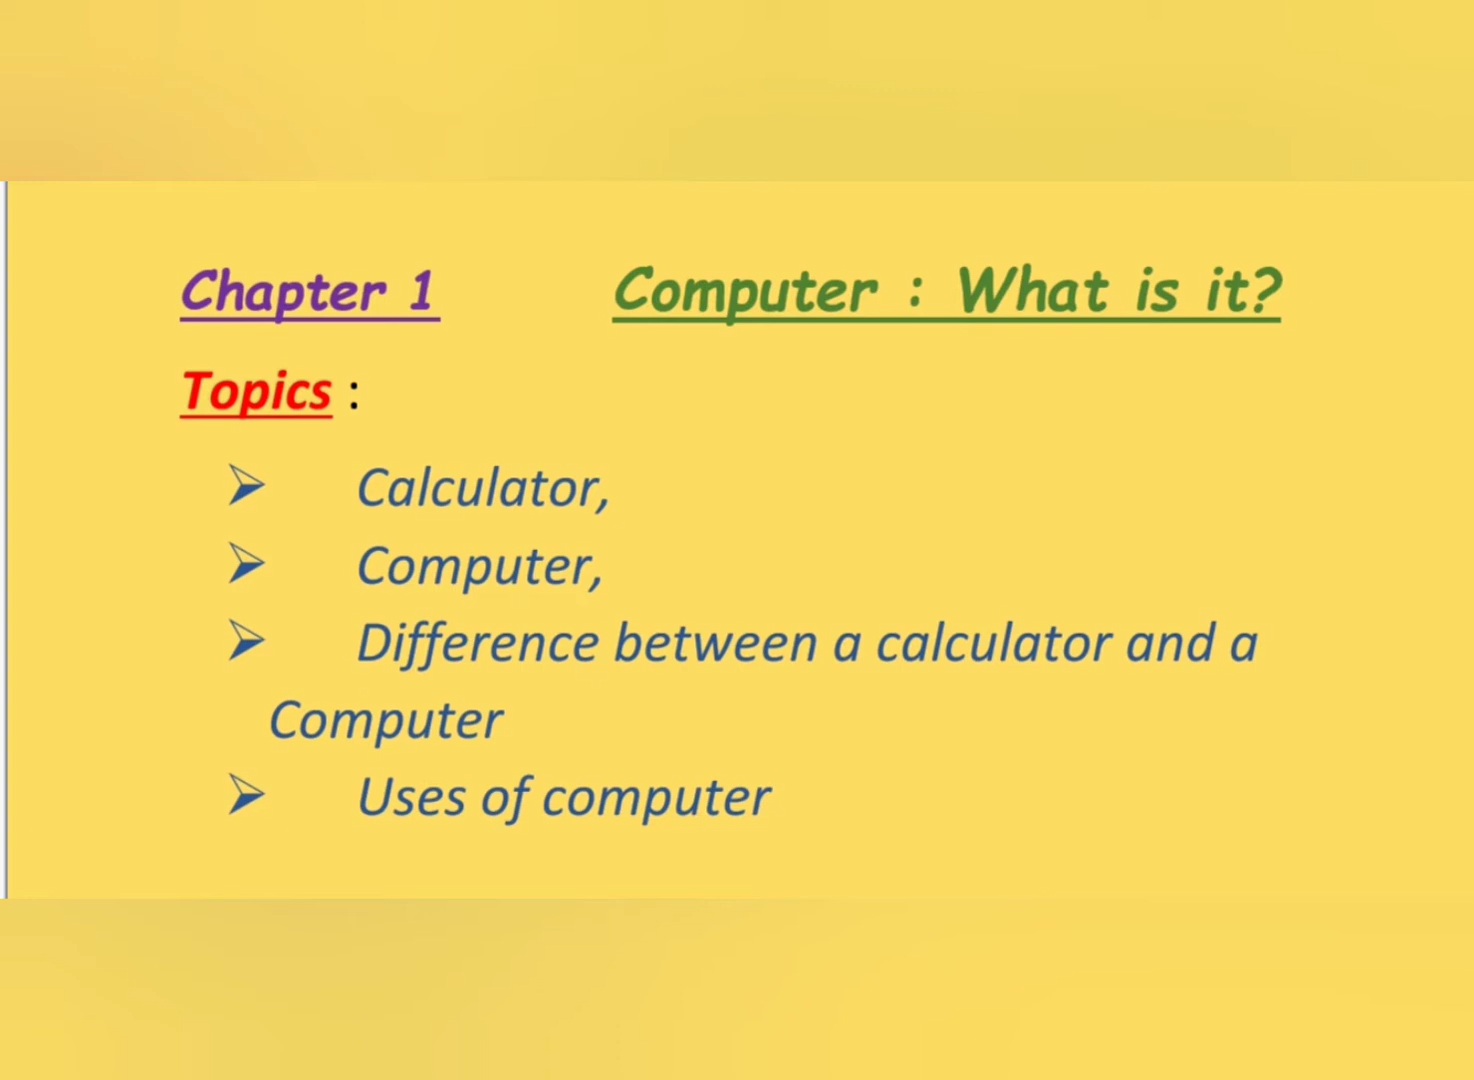 Chapter 1 Computer : What is it?
Topics :
➢ Calculator,
➢ Computer,
➢ Difference between a calculator and a
Computer
➢ Uses of computer